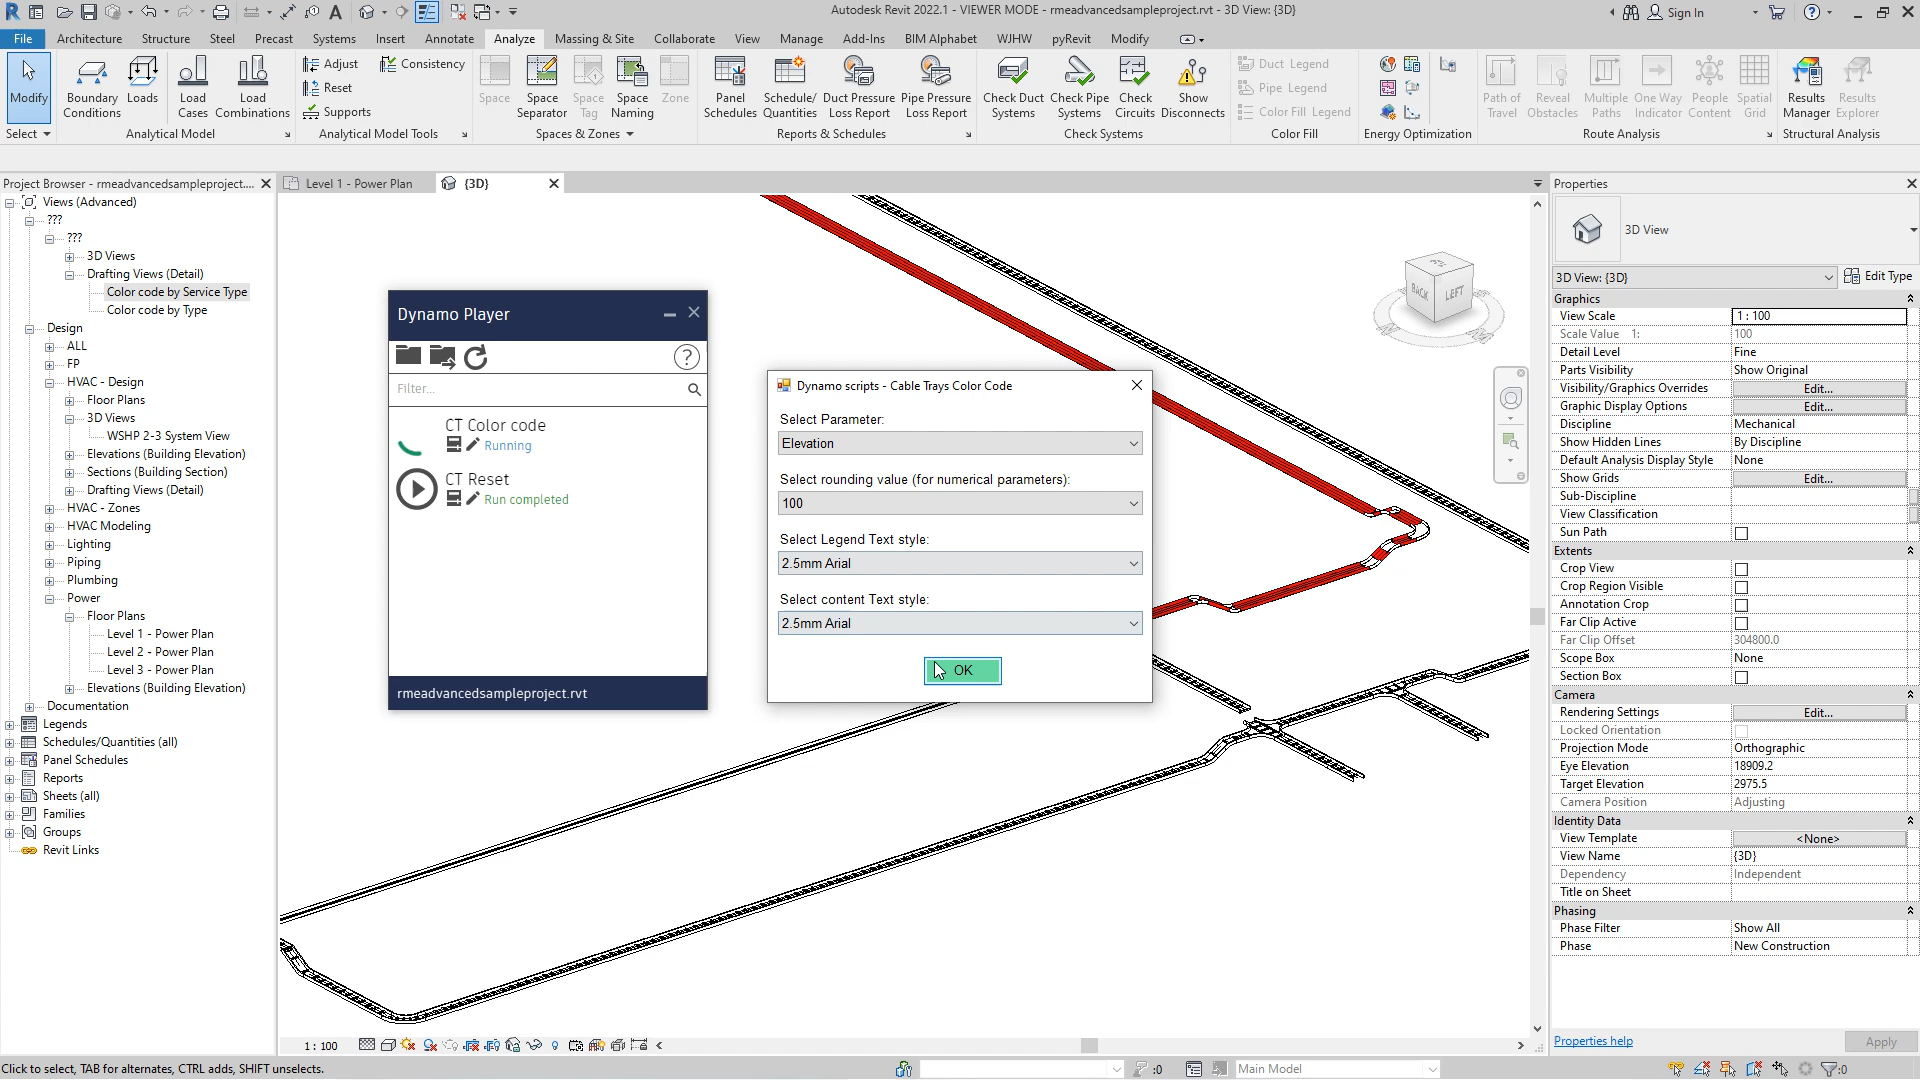 Autodesk Revit 2022.1 - VIEWER MODE - rmeadvancedsampleproject.rvt - 3D View: {3D}
Sign In
File Architecture Structure Steel Precast Systems Insert Annotate Analyze Massing & Site Collaborate View Manage Add-Ins BIM Alphabet WJHW pyRevit Modify
Modify
Boundary Conditions
Loads
Load Cases
Load Combinations
Adjust
Reset
Supports
Consistency
Space
Space Separator
Space Tag
Space Naming
Zone
Panel Schedules
Schedule/ Quantities
Duct Pressure Loss Report
Pipe Pressure Loss Report
Check Duct Systems
Check Pipe Systems
Check Circuits
Show Disconnects
Duct Legend
Pipe Legend
Color Fill Legend
Path of Travel
Reveal Obstacles
Multiple Paths
One Way Indicator
People Content
Spatial Grid
Results Manager
Results Explorer
Select Analytical Model Analytical Model Tools Spaces & Zones Reports & Schedules Check Systems Color Fill Energy Optimization Route Analysis Structural Analysis
Project Browser - rmeadvancedsampleproject....
Views (Advanced)
???
???
3D Views
Drafting Views (Detail)
Color code by Service Type
Color code by Type
Design
ALL
FP
HVAC - Design
Floor Plans
3D Views
WSHP 2-3 System View
Elevations (Building Elevation)
Sections (Building Section)
Drafting Views (Detail)
HVAC - Zones
HVAC Modeling
Lighting
Piping
Plumbing
Power
Floor Plans
Level 1 - Power Plan
Level 2 - Power Plan
Level 3 - Power Plan
Elevations (Building Elevation)
Documentation
Legends
Schedules/Quantities (all)
Panel Schedules
Reports
Sheets (all)
Families
Groups
Revit Links
Level 1 - Power Plan
{3D}
Dynamo Player
?
Filter...
CT Color code
Running
CT Reset
Run completed
rmeadvancedsampleproject.rvt
Dynamo scripts - Cable Trays Color Code
Select Parameter:
Elevation
Select rounding value (for numerical parameters):
100
Select Legend Text style:
2.5mm Arial
Select content Text style:
2.5mm Arial
OK
BACK
LEFT
Properties
3D View
3D View: {3D}
Edit Type
Graphics
View Scale 1 : 100
Scale Value 1: 100
Detail Level Fine
Parts Visibility Show Original
Visibility/Graphics Overrides Edit...
Graphic Display Options Edit...
Discipline Mechanical
Show Hidden Lines By Discipline
Default Analysis Display Style None
Show Grids Edit...
Sub-Discipline
View Classification
Sun Path
Extents
Crop View
Crop Region Visible
Annotation Crop
Far Clip Active
Far Clip Offset 304800.0
Scope Box None
Section Box
Camera
Rendering Settings Edit...
Locked Orientation
Projection Mode Orthographic
Eye Elevation 18909.2
Target Elevation 2975.5
Camera Position Adjusting
Identity Data
View Template <None>
View Name {3D}
Dependency Independent
Title on Sheet
Phasing
Phase Filter Show All
Phase New Construction
Properties help
Apply
1 : 100
Click to select, TAB for alternates, CTRL adds, SHIFT unselects.
:0
Main Model
:0